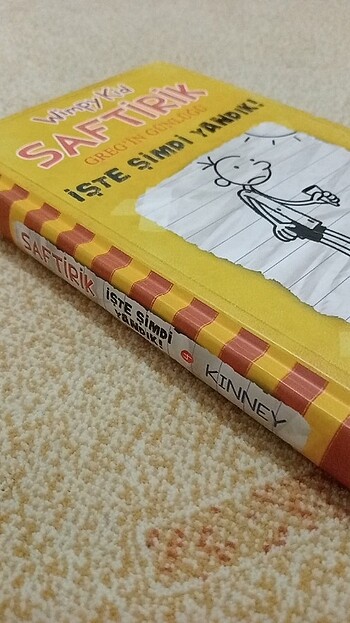 Wimpy Kid
SAFTİRİK
GREG'İN GÜNLÜĞÜ
İŞTE ŞİMDİ YANDIK!
SAFTİRİK
İŞTE ŞİMDİ
YANDIK!
4
KINNEY